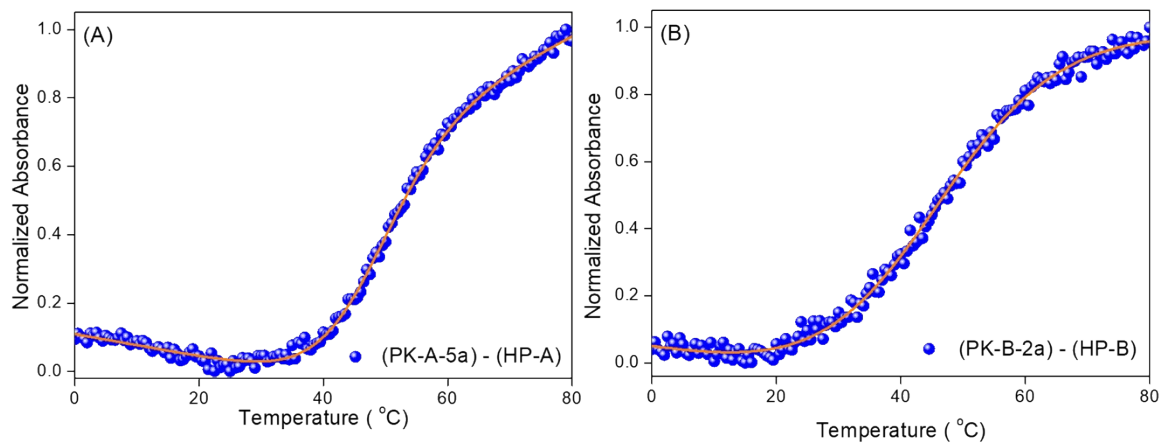 (A)
1.0
0.8
0.6
0.4
0.2
0.0
Normalized Absorbance
(PK-A-5a) - (HP-A)
0
20
40
60
80
Temperature ( °C)
(B)
1.0
0.8
0.6
0.4
0.2
0.0
Normalized Absorbance
(PK-B-2a) - (HP-B)
0
20
40
60
80
Temperature ( °C)